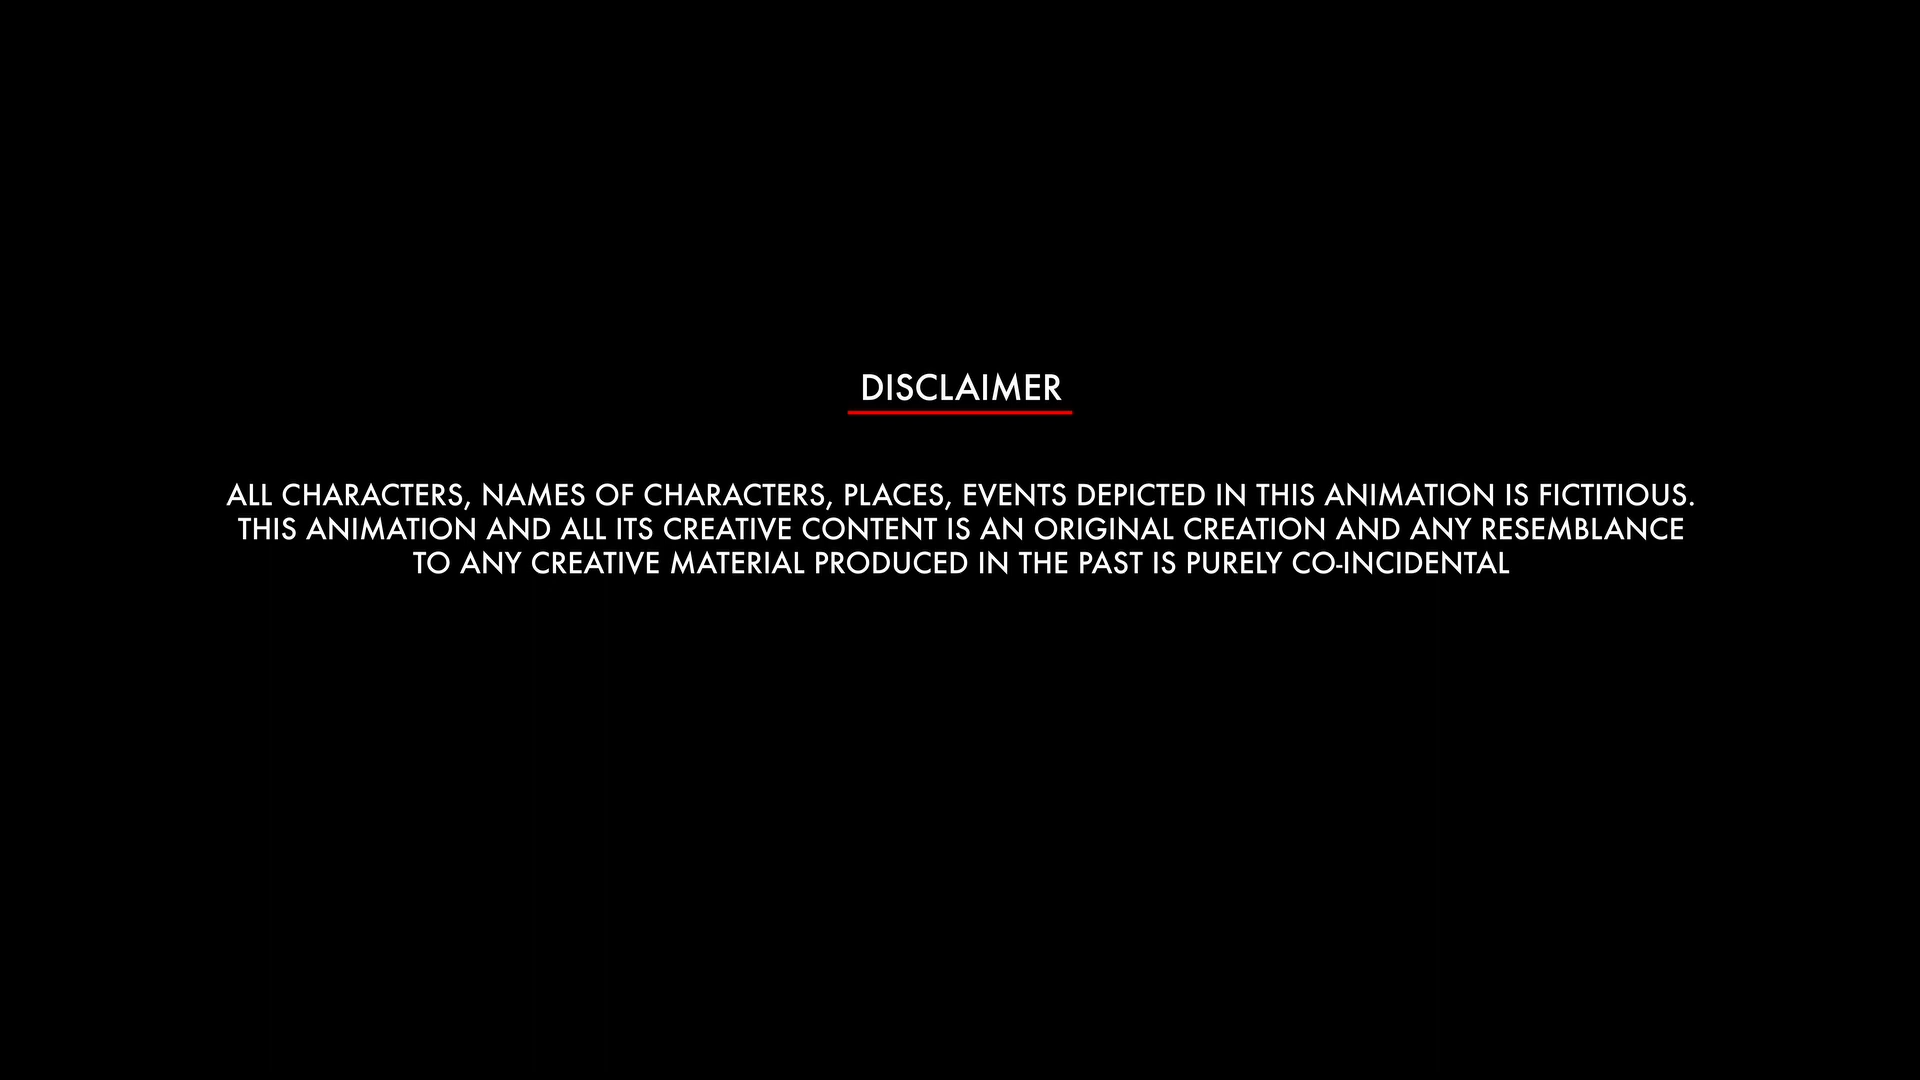 DISCLAIMER
ALL CHARACTERS, NAMES OF CHARACTERS, PLACES, EVENTS DEPICTED IN THIS ANIMATION IS FICTITIOUS.
THIS ANIMATION AND ALL ITS CREATIVE CONTENT IS AN ORIGINAL CREATION AND ANY RESEMBLANCE
TO ANY CREATIVE MATERIAL PRODUCED IN THE PAST IS PURELY CO-INCIDENTAL